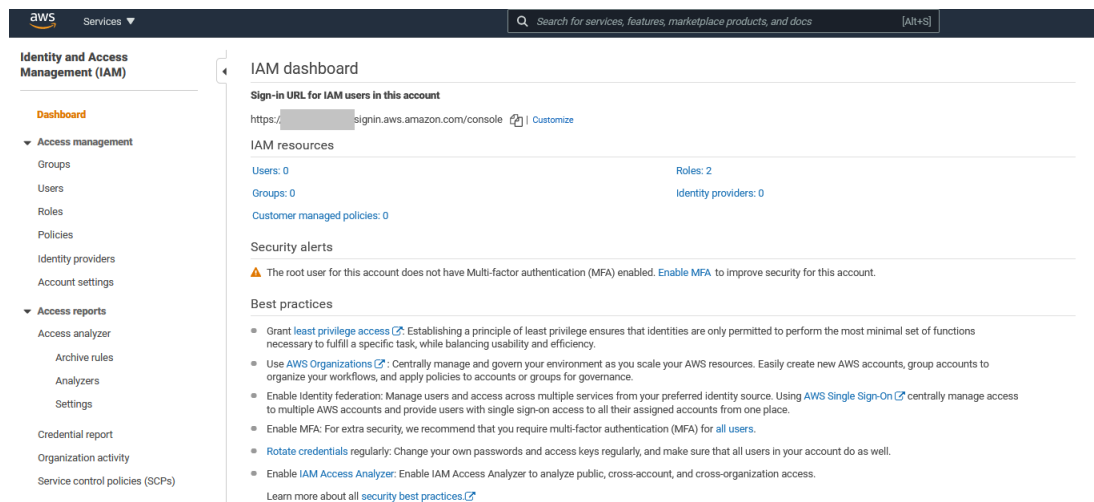 aws Services ▼ Search for services, features, marketplace products, and docs [Alt+S]
Identity and Access
Management (IAM)
Dashboard
Access management
Groups
Users
Roles
Policies
Identity providers
Account settings
Access reports
Access analyzer
Archive rules
Analyzers
Settings
Credential report
Organization activity
Service control policies (SCPs)
IAM dashboard
Sign-in URL for IAM users in this account
https:/ signin.aws.amazon.com/console | Customize
IAM resources
Users: 0 Roles: 2
Groups: 0 Identity providers: 0
Customer managed policies: 0
Security alerts
The root user for this account does not have Multi-factor authentication (MFA) enabled. Enable MFA to improve security for this account.
Best practices
Grant least privilege access : Establishing a principle of least privilege ensures that identities are only permitted to perform the most minimal set of functions
necessary to fulfill a specific task, while balancing usability and efficiency.
Use AWS Organizations : Centrally manage and govern your environment as you scale your AWS resources. Easily create new AWS accounts, group accounts to
organize your workflows, and apply policies to accounts or groups for governance.
Enable Identity federation: Manage users and access across multiple services from your preferred identity source. Using AWS Single Sign-On centrally manage access
to multiple AWS accounts and provide users with single sign-on access to all their assigned accounts from one place.
Enable MFA: For extra security, we recommend that you require multi-factor authentication (MFA) for all users.
Rotate credentials regularly: Change your own passwords and access keys regularly, and make sure that all users in your account do as well.
Enable IAM Access Analyzer: Enable IAM Access Analyzer to analyze public, cross-account, and cross-organization access.
Learn more about all security best practices.